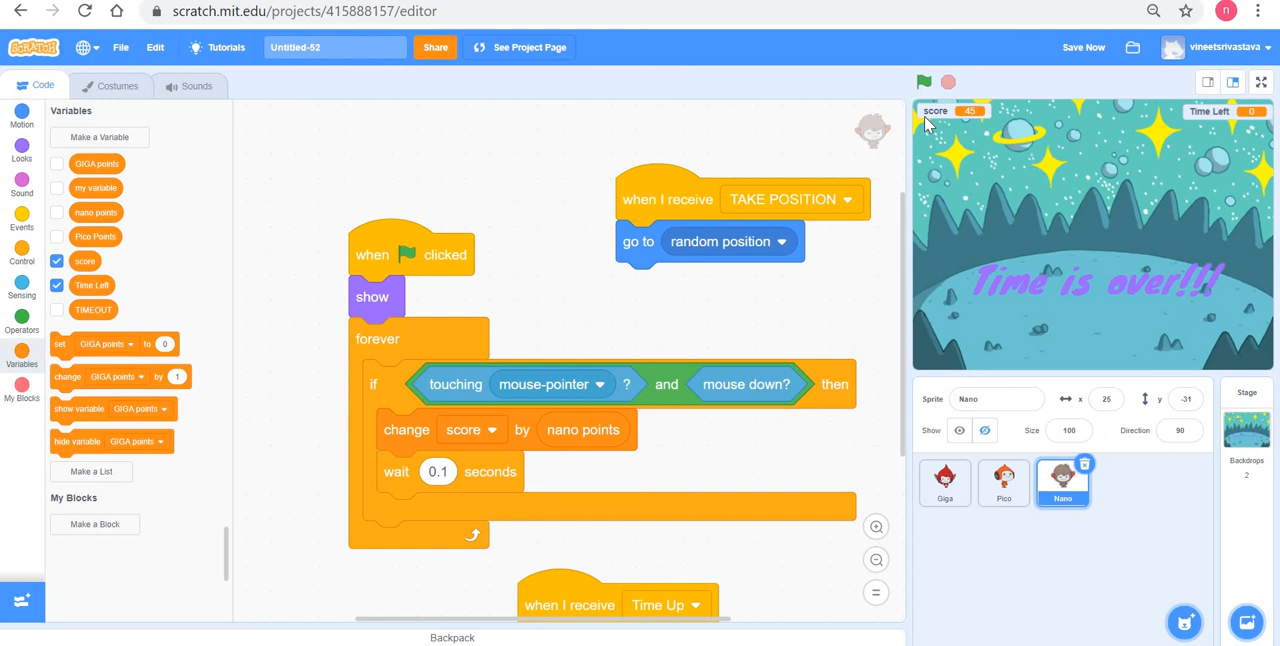 scratch.mit.edu/projects/415888157/editor
n
SCRATCH
File
Edit
Tutorials
Untitled-52
Share
See Project Page
Save Now
vineetsrivastava
Code
Costumes
Sounds
Motion
Looks
Sound
Events
Control
Sensing
Operators
Variables
My Blocks
Variables
Make a Variable
GIGA points
my variable
nano points
Pico Points
score
Time Left
TIMEOUT
set GIGA points to 0
change GIGA points by 1
show variable GIGA points
hide variable GIGA points
Make a List
My Blocks
Make a Block
when I receive TAKE POSITION
go to random position
when clicked
show
forever
if touching mouse-pointer ? and mouse down? then
change score by nano points
wait 0.1 seconds
when I receive Time Up
Backpack
score 45
Time Left 0
Time is over!!!
Sprite Nano x 25 y -31
Show Size 100 Direction 90
Giga
Pico
Nano
Stage
Backdrops
2